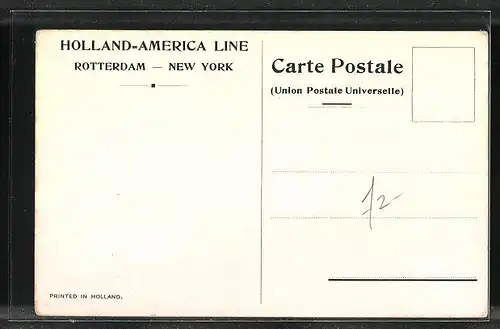 HOLLAND-AMERICA LINE
ROTTERDAM — NEW YORK
PRINTED IN HOLLAND.
Carte Postale
(Union Postale Universelle)